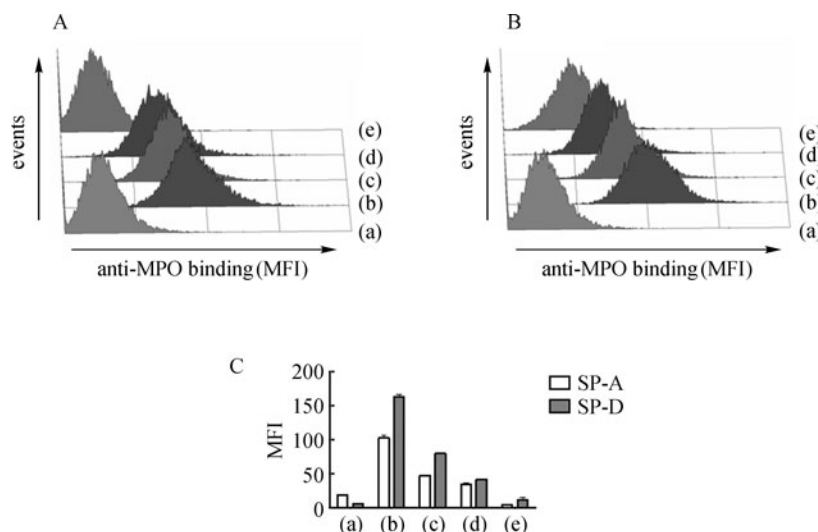 A
events
(e)
(d)
(c)
(b)
(a)
anti-MPO binding (MFI)
B
events
(e)
(d)
(c)
(b)
(a)
anti-MPO binding (MFI)
C
MFI
200
150
100
50
0
(a) (b) (c) (d) (e)
SP-A
SP-D